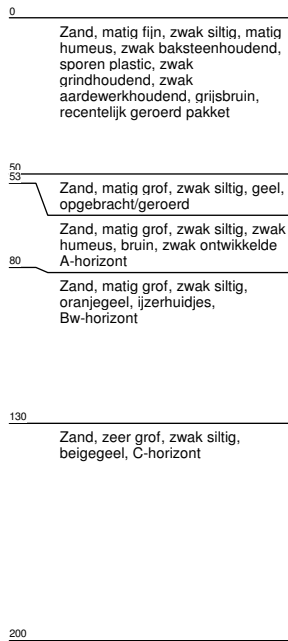 0
Zand, matig fijn, zwak siltig, matig
humeus, zwak baksteenhoudend,
sporen plastic, zwak
grindhoudend, zwak
aardewerkhoudend, grijsbruin,
recentelijk geroerd pakket
50
53
Zand, matig grof, zwak siltig, geel,
opgebracht/geroerd
Zand, matig grof, zwak siltig, zwak
humeus, bruin, zwak ontwikkelde
A-horizont
80
Zand, matig grof, zwak siltig,
oranjegeel, ijzerhuidjes,
Bw-horizont
130
Zand, zeer grof, zwak siltig,
beigegeel, C-horizont
200